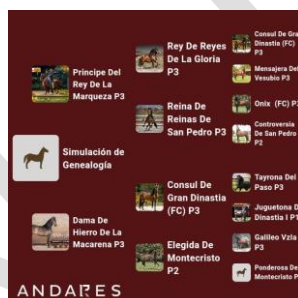 Simulación de
Genealogía
Principe Del
Rey De La
Marqueza P3
Dama De
Hierro De La
Macarena P3
Rey De Reyes
De La Gloria
P3
Reina De
Reinas De
San Pedro P3
Consul De
Gran Dinastia
(FC) P3
Elegida De
Montecristo
P2
Consul De Gran
Dinastia (FC)
P3
Mensajera Del
Vesubio P3
Onix (FC) P3
Controversia
De San Pedro
P2
Tayrona Del
Paso P3
Juguetona D
Dinastia I P1
Galileo Vzla
P3
Ponderosa De
Montecristo P
ANDARES